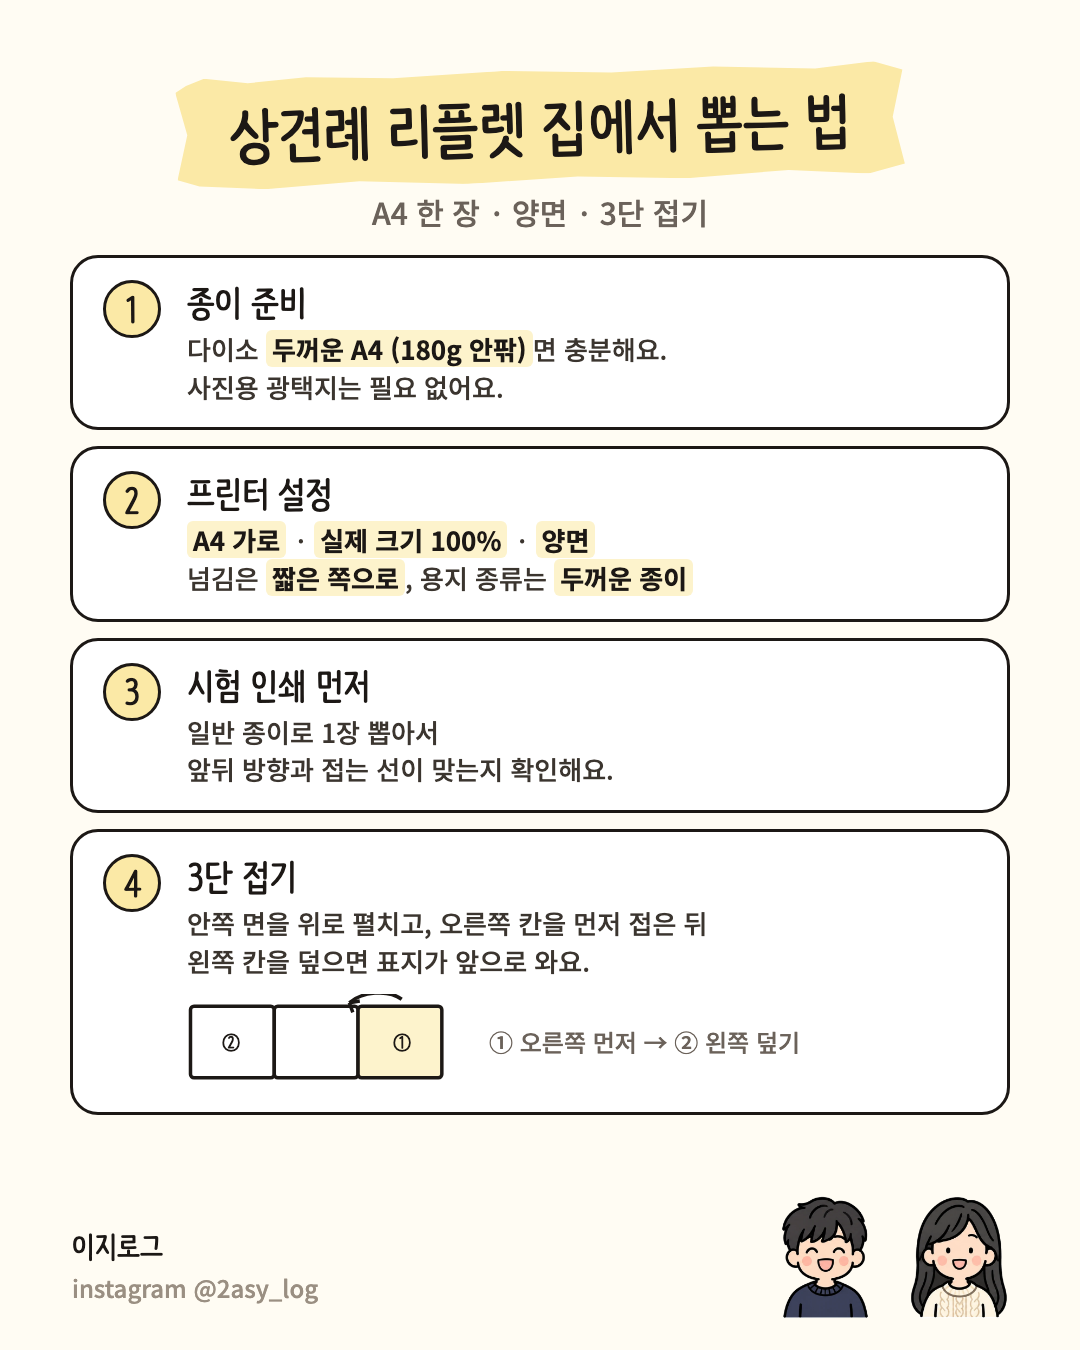 상견례 리플렛 집에서 뽑는 법
A4 한 장 · 양면 · 3단 접기
1
종이 준비
다이소 두꺼운 A4 (180g 안팎) 면 충분해요.
사진용 광택지는 필요 없어요.
2
프린터 설정
A4 가로 · 실제 크기 100% · 양면
넘김은 짧은 쪽으로, 용지 종류는 두꺼운 종이
3
시험 인쇄 먼저
일반 종이로 1장 뽑아서
앞뒤 방향과 접는 선이 맞는지 확인해요.
4
3단 접기
안쪽 면을 위로 펼치고, 오른쪽 칸을 먼저 접은 뒤
왼쪽 칸을 덮으면 표지가 앞으로 와요.
② ①
① 오른쪽 먼저 → ② 왼쪽 덮기
이지로그
instagram @2asy_log